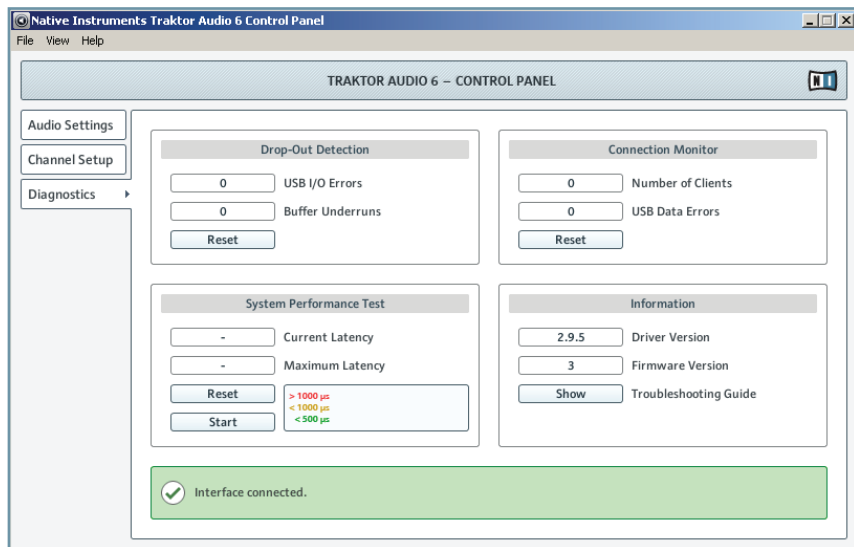 Native Instruments Traktor Audio 6 Control Panel
File View Help
TRAKTOR AUDIO 6 – CONTROL PANEL
NI
Audio Settings
Channel Setup
Diagnostics
Drop-Out Detection
0 USB I/O Errors
0 Buffer Underruns
Reset
Connection Monitor
0 Number of Clients
0 USB Data Errors
Reset
System Performance Test
- Current Latency
- Maximum Latency
Reset
Start
> 1000 µs
< 1000 µs
< 500 µs
Information
2.9.5 Driver Version
3 Firmware Version
Show Troubleshooting Guide
Interface connected.